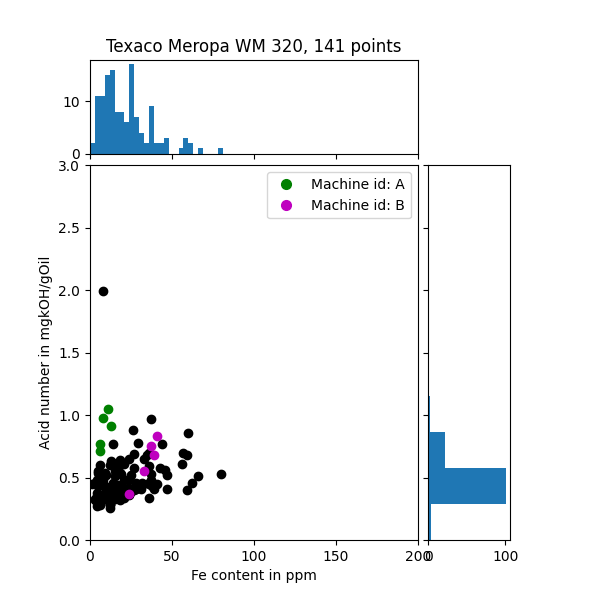 Texaco Meropa WM 320, 141 points
10
0
3.0
2.5
2.0
1.5
1.0
0.5
0.0
Acid number in mgkOH/gOil
Machine id: A
Machine id: B
0 50 100 150 200
0 100
Fe content in ppm